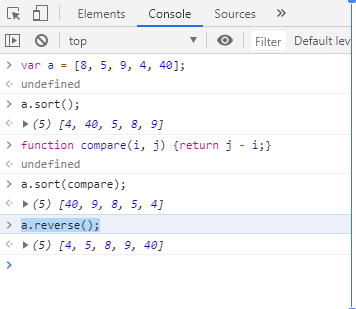 Elements Console Sources »
top Filter Default lev
> var a = [8, 5, 9, 4, 40];
undefined
> a.sort();
(5) [4, 40, 5, 8, 9]
> function compare(i, j) {return j - i;}
undefined
> a.sort(compare);
(5) [40, 9, 8, 5, 4]
> a.reverse();
(5) [4, 5, 8, 9, 40]
>